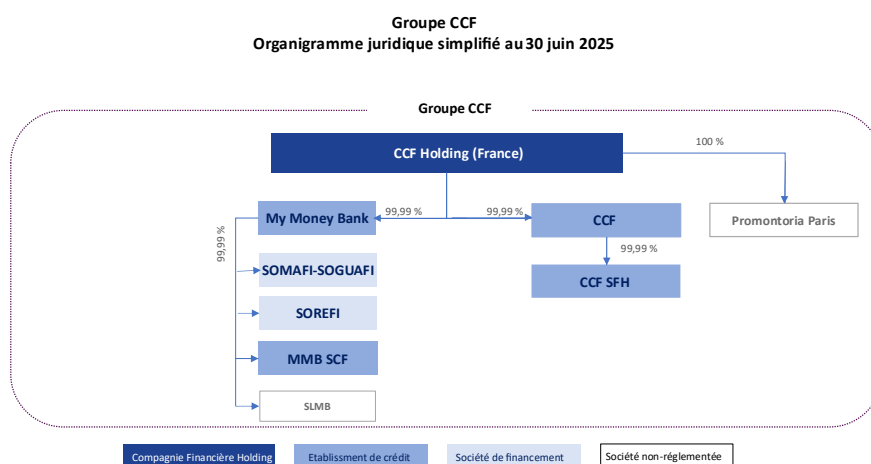 Groupe CCF
Organigramme juridique simplifié au 30 juin 2025
Groupe CCF
CCF Holding (France)
100 %
My Money Bank
99,99 %
99,99 %
CCF
Promontoria Paris
99,99 %
99,99 %
SOMAFI-SOGUAFI
CCF SFH
SOREFI
MMB SCF
SLMB
Compagnie Financière Holding
Etablissment de crédit
Société de financement
Société non-réglementée